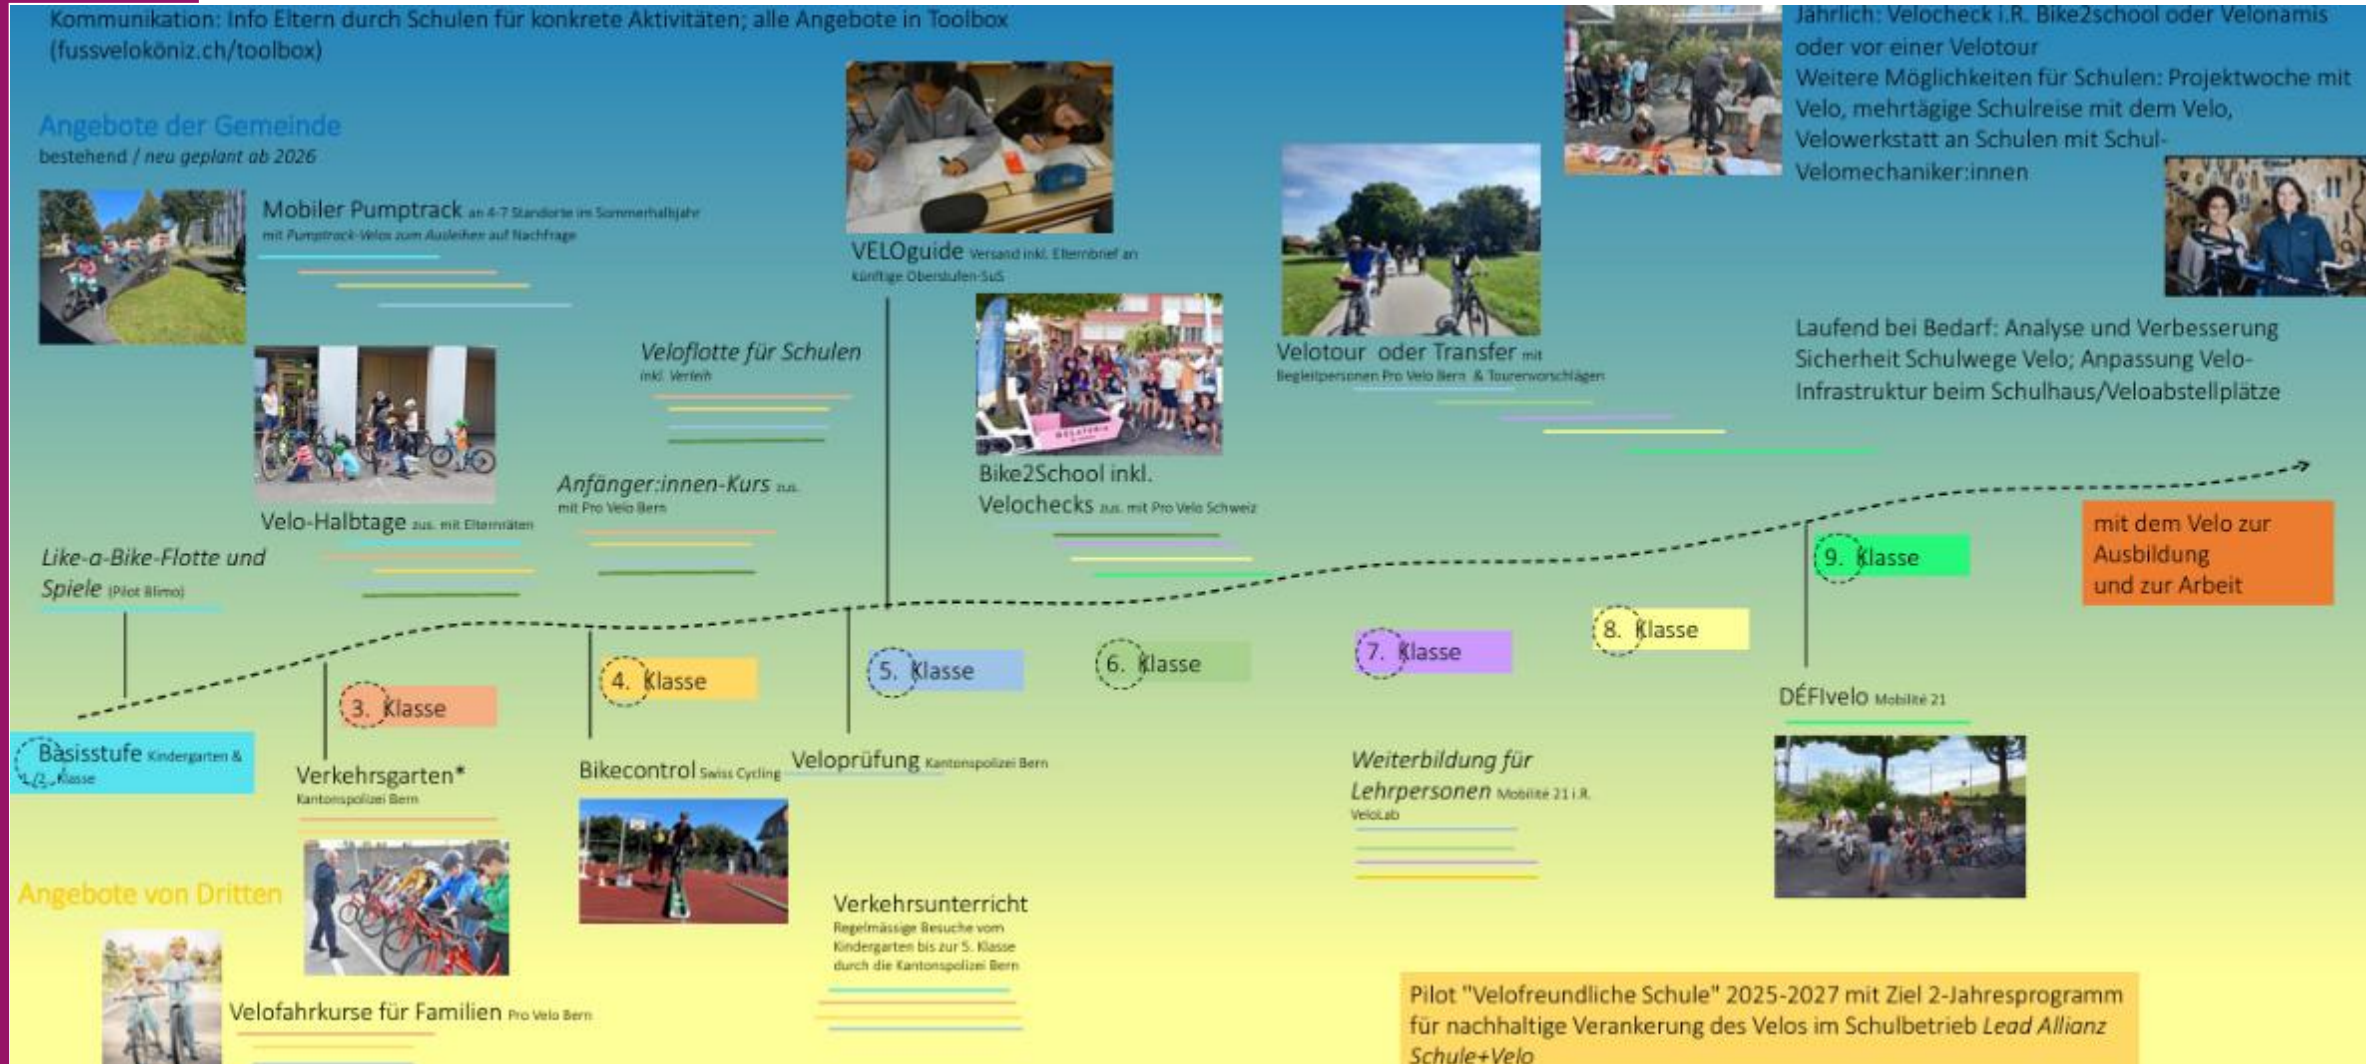 Kommunikation: Info Eltern durch Schulen für konkrete Aktivitäten; alle Angebote in Toolbox
(fussveloköniz.ch/toolbox)
Jährlich: Velocheck i.R. Bike2school oder Velonamis
oder vor einer Velotour
Weitere Möglichkeiten für Schulen: Projektwoche mit
Velo, mehrtägige Schulreise mit dem Velo,
Velowerkstatt an Schulen mit Schul-
Velomechaniker:innen
Angebote der Gemeinde
bestehend / neu geplant ab 2026
Mobiler Pumptrack an 4-7 Standorte im Sommerhalbjahr
mit Pumptrack-Velos zum Ausleihen auf Nachfrage
VELOguide Versand inkl. Elternbrief an
künftige Oberstufen-SuS
Veloflotte für Schulen
inkl. Verleih
Velotour oder Transfer mit
Begleitpersonen Pro Velo Bern & Tourenvorschlägen
Laufend bei Bedarf: Analyse und Verbesserung
Sicherheit Schulwege Velo; Anpassung Velo-
Infrastruktur beim Schulhaus/Veloabstellplätze
Anfänger:innen-Kurs zus.
mit Pro Velo Bern
Bike2School inkl.
Velochecks zus. mit Pro Velo Schweiz
Velo-Halbtage zus. mit Elternräten
Like-a-Bike-Flotte und
Spiele (Pilot Blimo)
mit dem Velo zur
Ausbildung
und zur Arbeit
9. Klasse
8. Klasse
7. Klasse
6. Klasse
5. Klasse
4. Klasse
3. Klasse
Basisstufe Kindergarten &
1./2. Klasse
DÉFIvelo Mobilité 21
Verkehrsgarten*
Kantonspolizei Bern
Bikecontrol Swiss Cycling
Veloprüfung Kantonspolizei Bern
Weiterbildung für
Lehrpersonen Mobilité 21 i.R.
VeloLab
Angebote von Dritten
Verkehrsunterricht
Regelmässige Besuche vom
Kindergarten bis zur 5. Klasse
durch die Kantonspolizei Bern
Velofahrkurse für Familien Pro Velo Bern
Pilot "Velofreundliche Schule" 2025-2027 mit Ziel 2-Jahresprogramm
für nachhaltige Verankerung des Velos im Schulbetrieb Lead Allianz
Schule+Velo